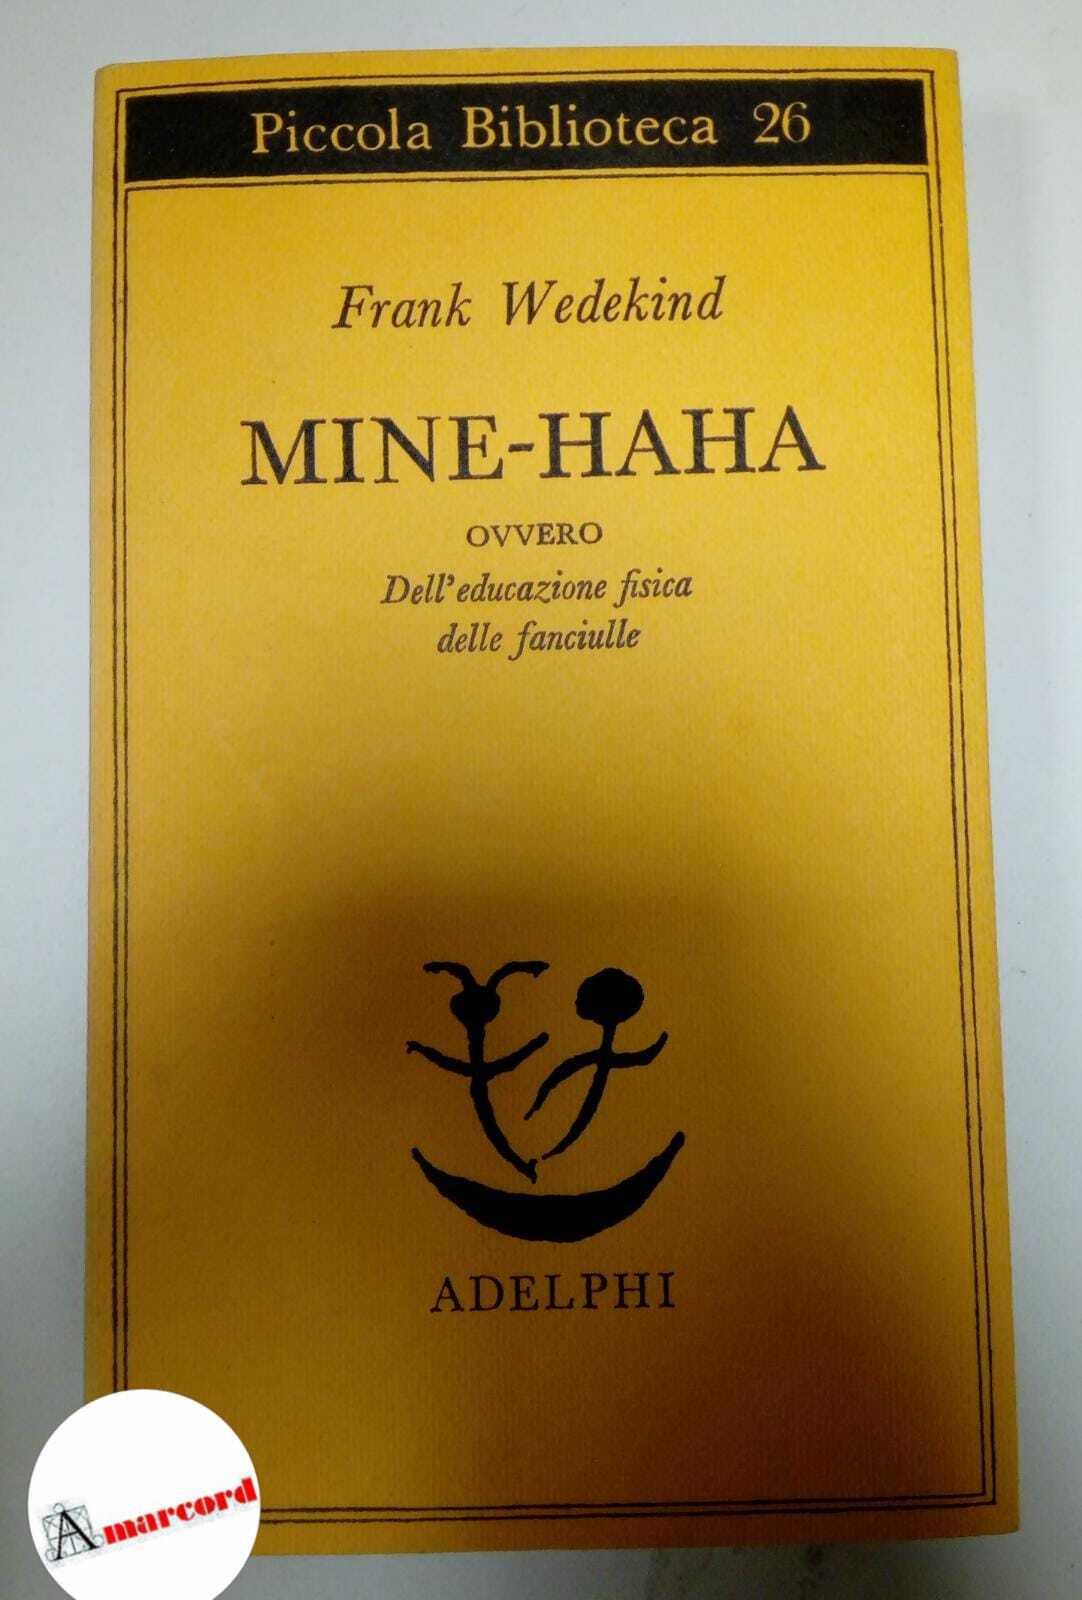 Piccola Biblioteca 26
Frank Wedekind
MINE-HAHA
OVVERO
Dell'educazione fisica
delle fanciulle
ADELPHI
Amarcord